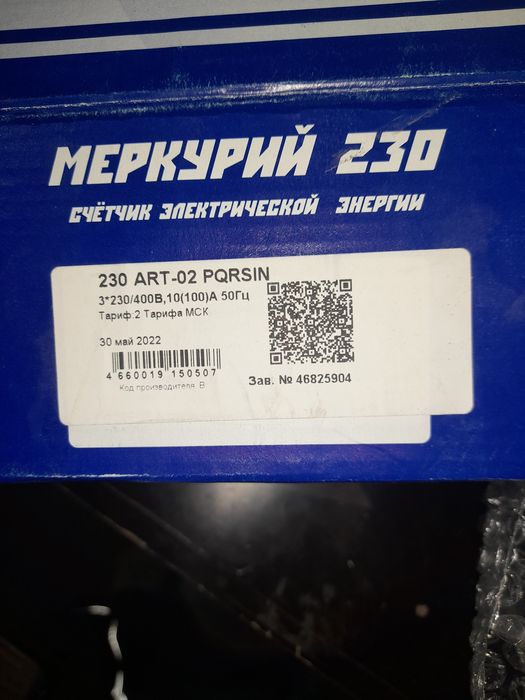 МЕРКУРИЙ 230
СЧЁТЧИК ЭЛЕКТРИЧЕСКОЙ ЭНЕРГИИ
230 ART-02 PQRSIN
3*230/400В,10(100)А 50Гц
Тариф.2 Тарифа МСК
30 май 2022
4 660019 150507
Код производителя: В
Зав. № 46825904